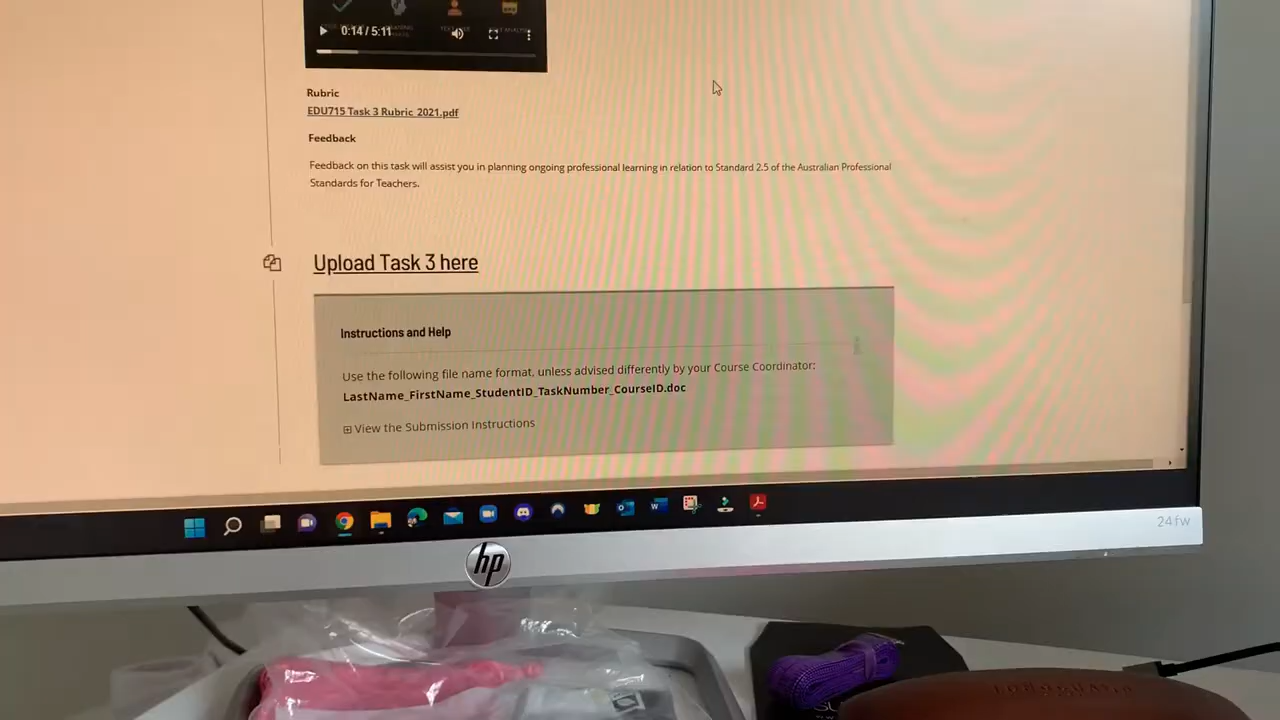 0:14 / 5:11
Rubric
EDU715 Task 3 Rubric 2021.pdf
Feedback
Feedback on this task will assist you in planning ongoing professional learning in relation to Standard 2.5 of the Australian Professional
Standards for Teachers.
Upload Task 3 here
Instructions and Help
Use the following file name format, unless advised differently by your Course Coordinator:
LastName_FirstName_StudentID_TaskNumber_CourseID.doc
View the Submission Instructions
24fw
hp